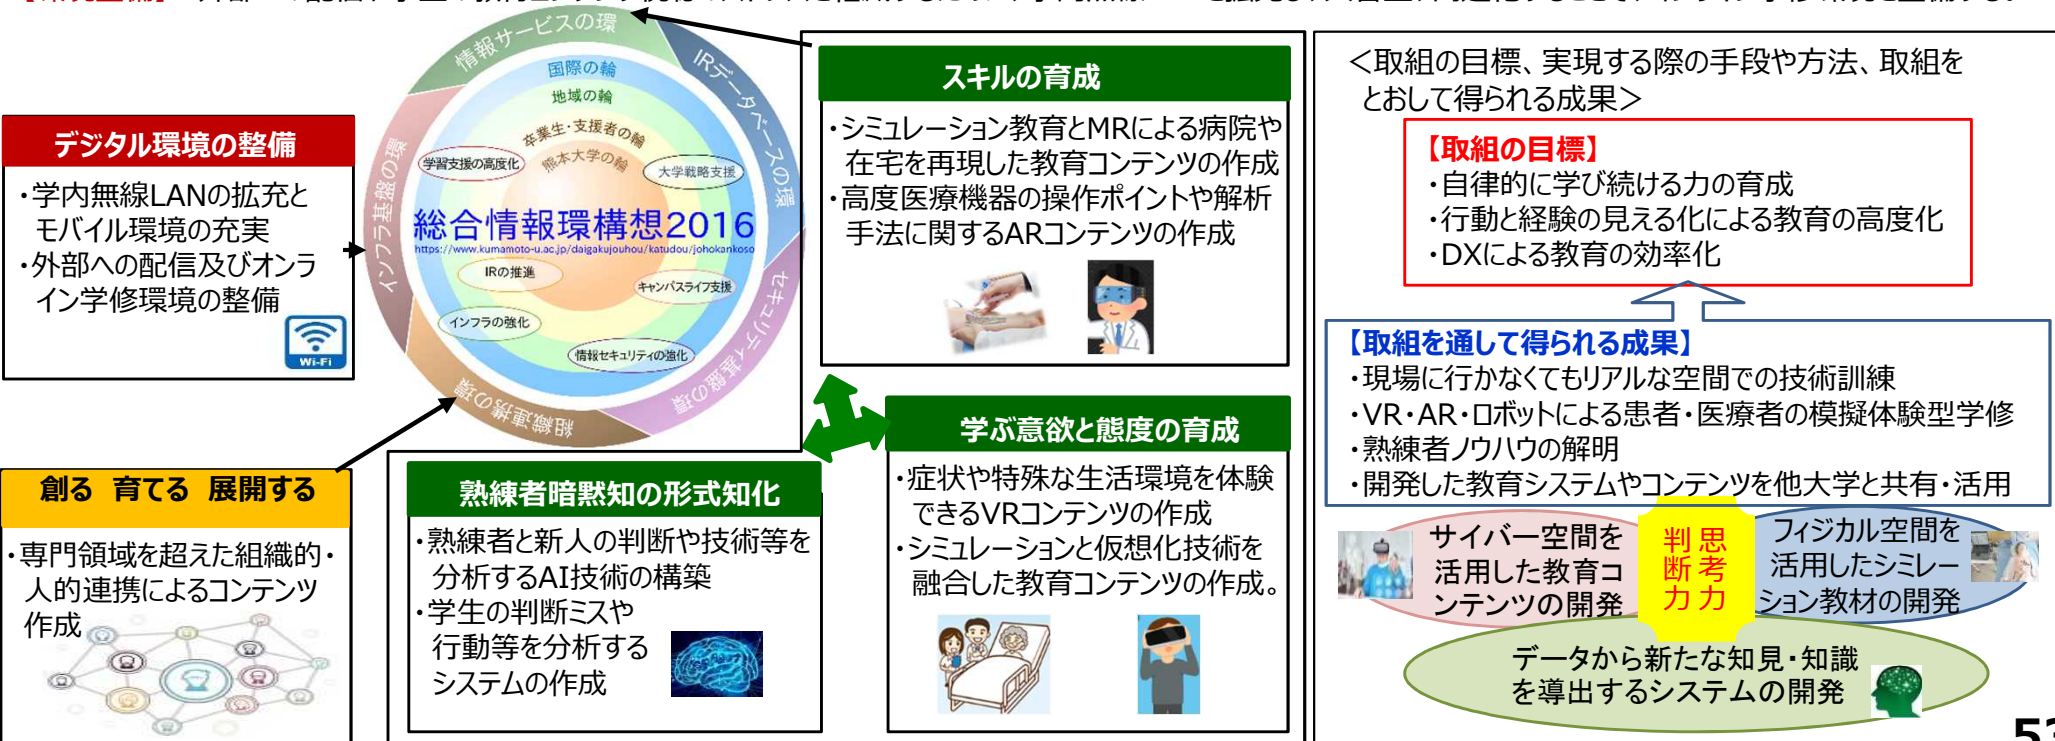 デジタル環境の整備
・学内無線LANの拡充と
モバイル環境の充実
・外部への配信及びオンラ
イン学修環境の整備
Wi-Fi
創る 育てる 展開する
・専門領域を超えた組織的・
人的連携によるコンテンツ
作成
情報サービスの環
IRデータベースの環
セキュリティ基盤の環
組織連携の環
インフラ基盤の環
国際の輪
地域の輪
卒業生・支援者の輪
熊本大学の輪
学習支援の高度化
大学戦略支援
総合情報環構想2016
https://www.kumamoto-u.ac.jp/daigakujouhou/katudou/johokankoso
IRの推進
キャンパスライフ支援
インフラの強化
情報セキュリティの強化
スキルの育成
・シミュレーション教育とMRによる病院や
在宅を再現した教育コンテンツの作成
・高度医療機器の操作ポイントや解析
手法に関するARコンテンツの作成
熟練者暗黙知の形式知化
・熟練者と新人の判断や技術等を
分析するAI技術の構築
・学生の判断ミスや
行動等を分析する
システムの作成
学ぶ意欲と態度の育成
・症状や特殊な生活環境を体験
できるVRコンテンツの作成
・シミュレーションと仮想化技術を
融合した教育コンテンツの作成。
＜取組の目標、実現する際の手段や方法、取組を
とおして得られる成果＞
【取組の目標】
・自律的に学び続ける力の育成
・行動と経験の見える化による教育の高度化
・DXによる教育の効率化
【取組を通して得られる成果】
・現場に行かなくてもリアルな空間での技術訓練
・VR・AR・ロボットによる患者・医療者の模擬体験型学修
・熟練者ノウハウの解明
・開発した教育システムやコンテンツを他大学と共有・活用
サイバー空間を
活用した教育コ
ンテンツの開発
思考力
判断力
フィジカル空間を
活用したシミレー
ション教材の開発
データから新たな知見・知識
を導出するシステムの開発